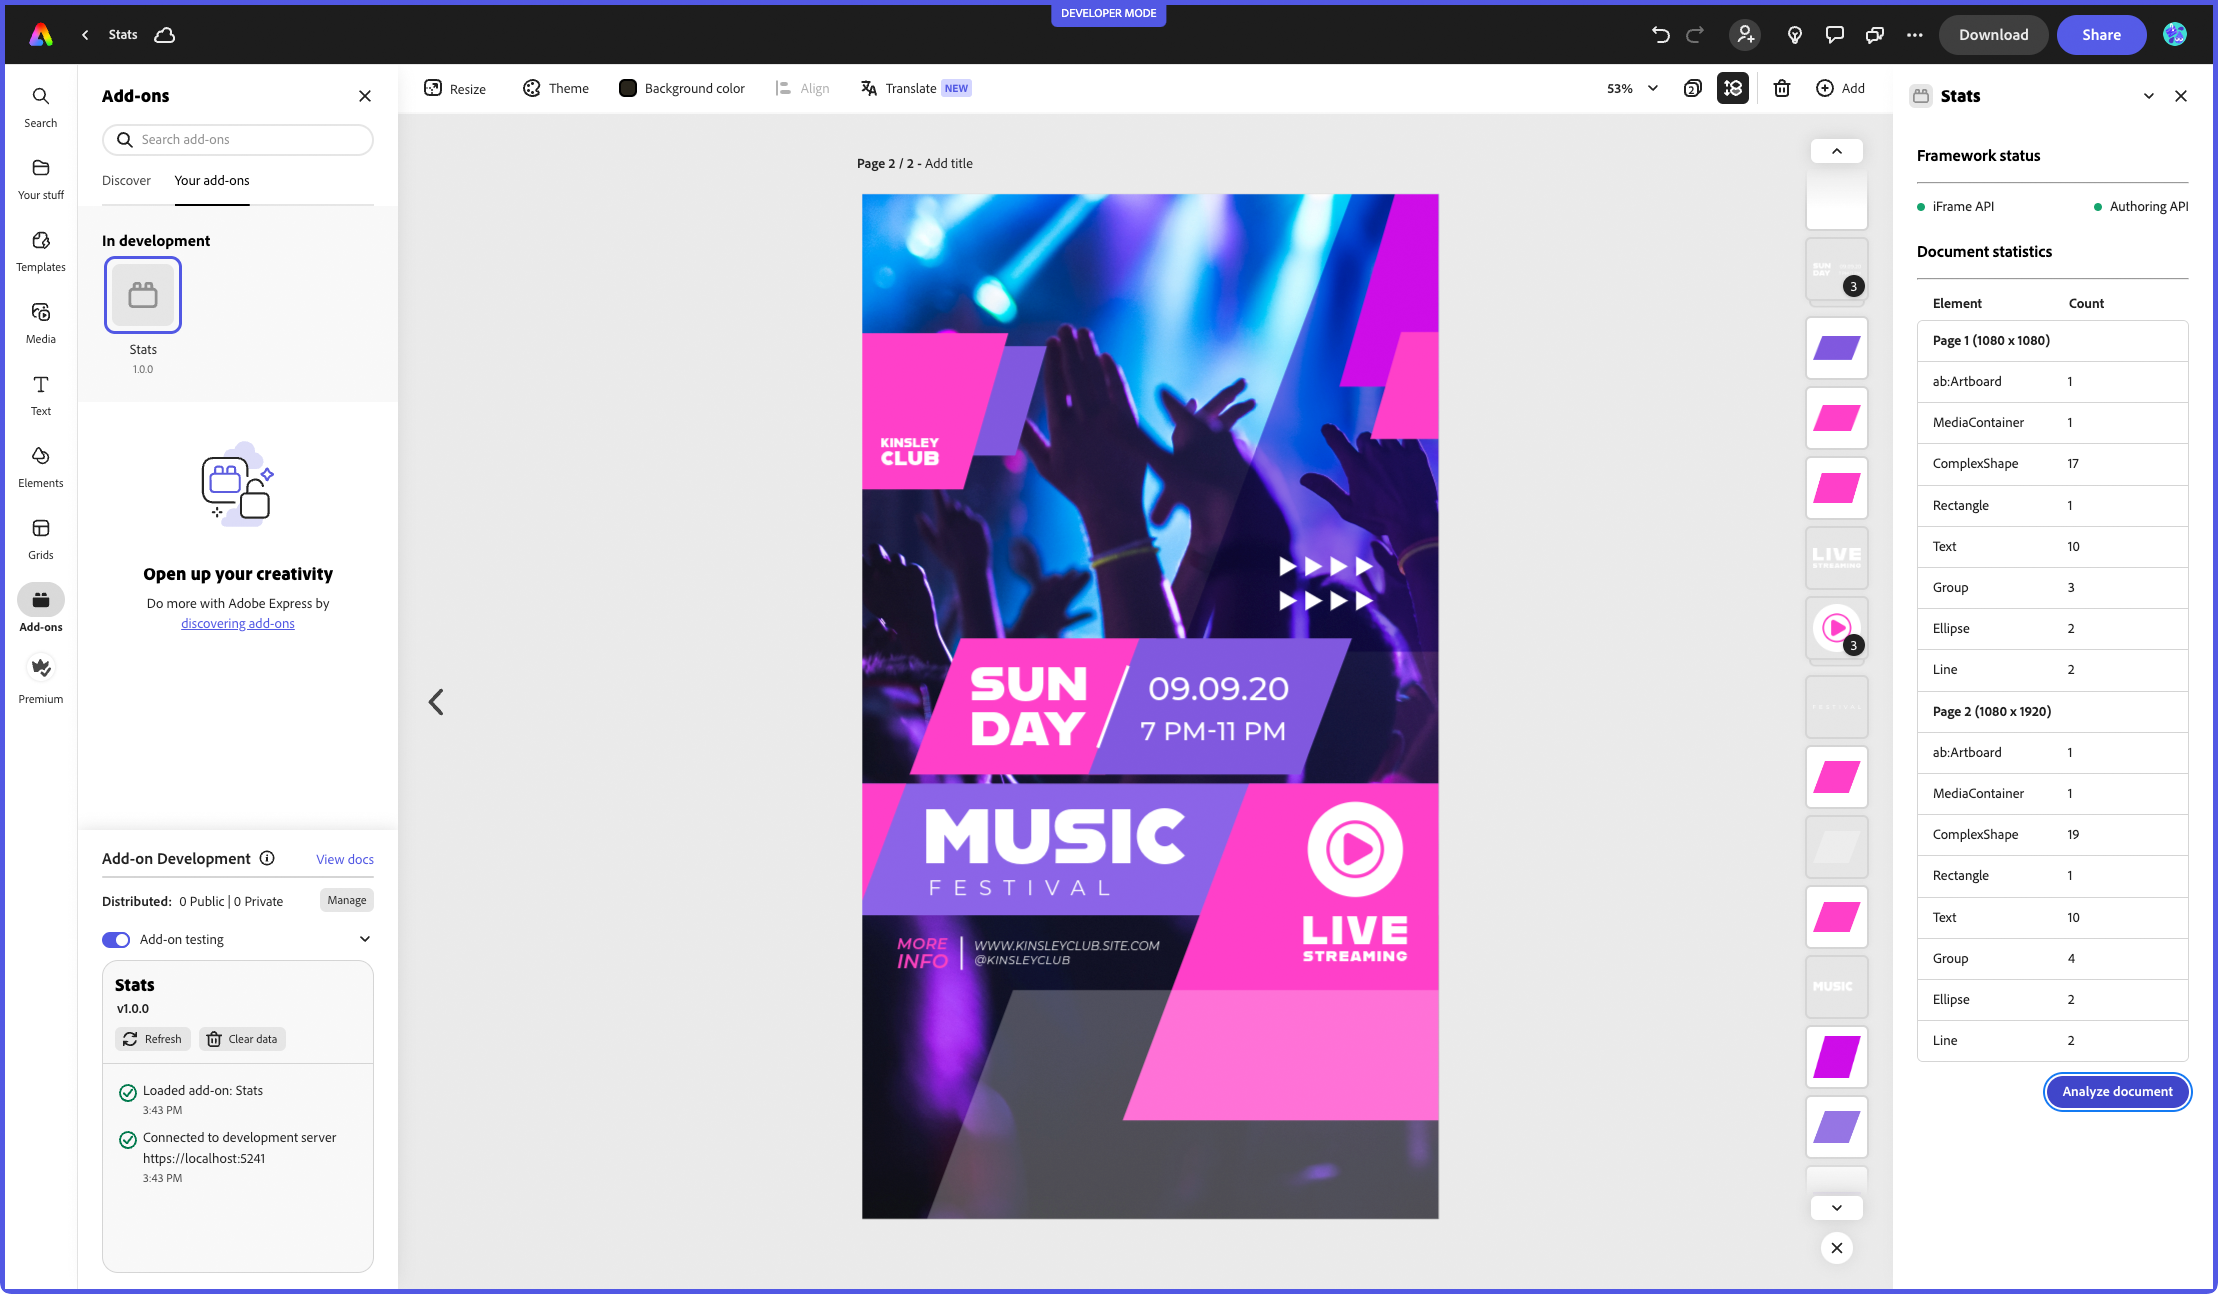 DEVELOPER MODE
Stats
Download
Share
Search
Your stuff
Templates
Media
Text
Elements
Grids
Add-ons
Premium
Add-ons
Search add-ons
Discover
Your add-ons
In development
Stats
1.0.0
Open up your creativity
Do more with Adobe Express by
discovering add-ons
Add-on Development
View docs
Distributed: 0 Public | 0 Private
Manage
Add-on testing
Stats
v1.0.0
Refresh
Clear data
Loaded add-on: Stats
3:43 PM
Connected to development server
https://localhost:5241
3:43 PM
Resize
Theme
Background color
Align
Translate NEW
53%
2
Add
Page 2 / 2 - Add title
KINSLEY
CLUB
SUN
DAY
09.09.20
7 PM-11 PM
MUSIC
FESTIVAL
LIVE
STREAMING
MORE
INFO
WWW.KINSLEYCLUB.SITE.COM
@KINSLEYCLUB
SUN
DAY
3
LIVE
STREAMING
3
FESTIVAL
MUSIC
Stats
Framework status
iFrame API
Authoring API
Document statistics
Element Count
Page 1 (1080 x 1080)
ab:Artboard 1
MediaContainer 1
ComplexShape 17
Rectangle 1
Text 10
Group 3
Ellipse 2
Line 2
Page 2 (1080 x 1920)
ab:Artboard 1
MediaContainer 1
ComplexShape 19
Rectangle 1
Text 10
Group 4
Ellipse 2
Line 2
Analyze document